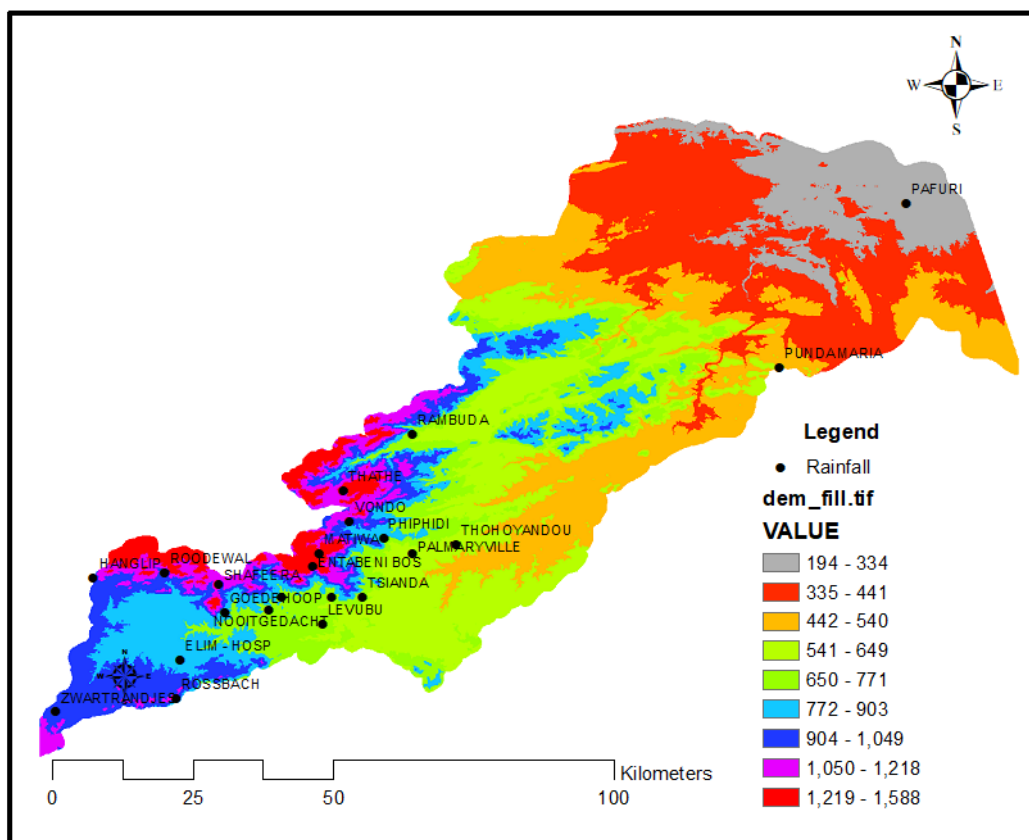 N
W E
S
PAFURI
PUNDAMARIA
RAMBUDA
THATHE
VONDO
PHIPHIDI
THOHOYANDOU
MATIWA
PALMARYVILLE
ENTABENI BOS
HANGLIP
ROODEWAL
SHAFEERA
TSIANDA
GOEDEHOOP
LEVUBU
NOOITGEDACHT
ELIM - HOSP
N
W E
ROSSBACH
ZWARTRANDJES
Legend
Rainfall
dem_fill.tif
VALUE
194 - 334
335 - 441
442 - 540
541 - 649
650 - 771
772 - 903
904 - 1,049
1,050 - 1,218
1,219 - 1,588
Kilometers
0 25 50 100